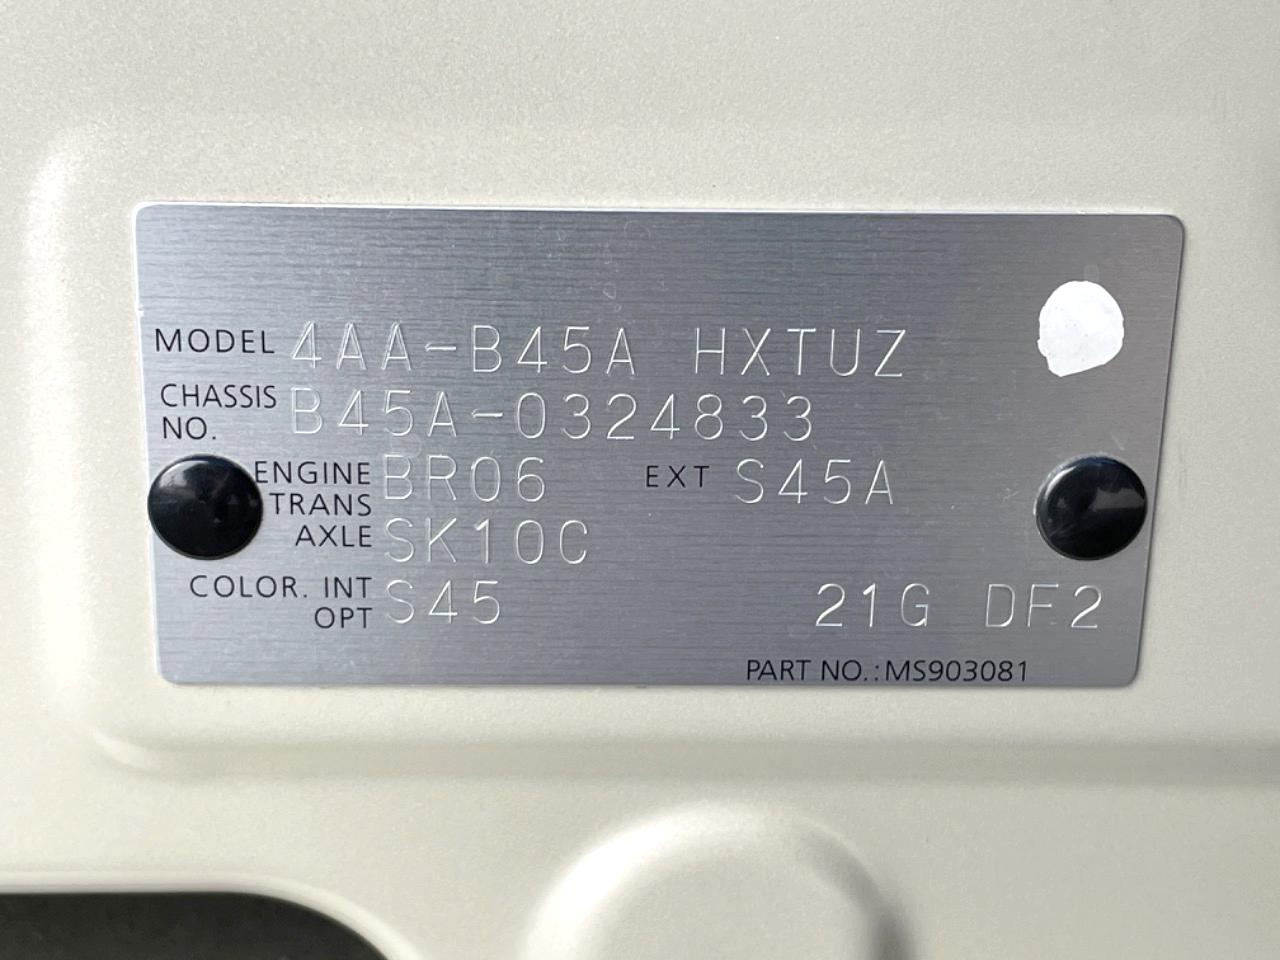 MODEL 4AA-B45A HXTUZ
CHASSIS NO. B45A-0324833
ENGINE BR06 EXT S45A
TRANS AXLE SK10C
COLOR. INT OPT S45 21G DF2
PART NO.:MS903081